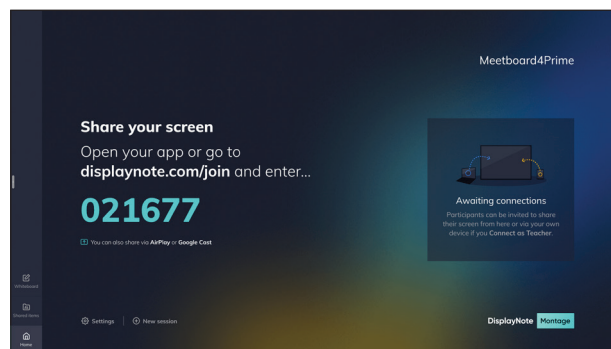 Meetboard4Prime
Share your screen
Open your app or go to
displaynote.com/join and enter...
021677
You can also share via AirPlay or Google Cast
Awaiting connections
Participants can be invited to share
their screen from here or via your own
device if you Connect as Teacher.
Whiteboard
Shared items
Home
Settings
New session
DisplayNote Montage